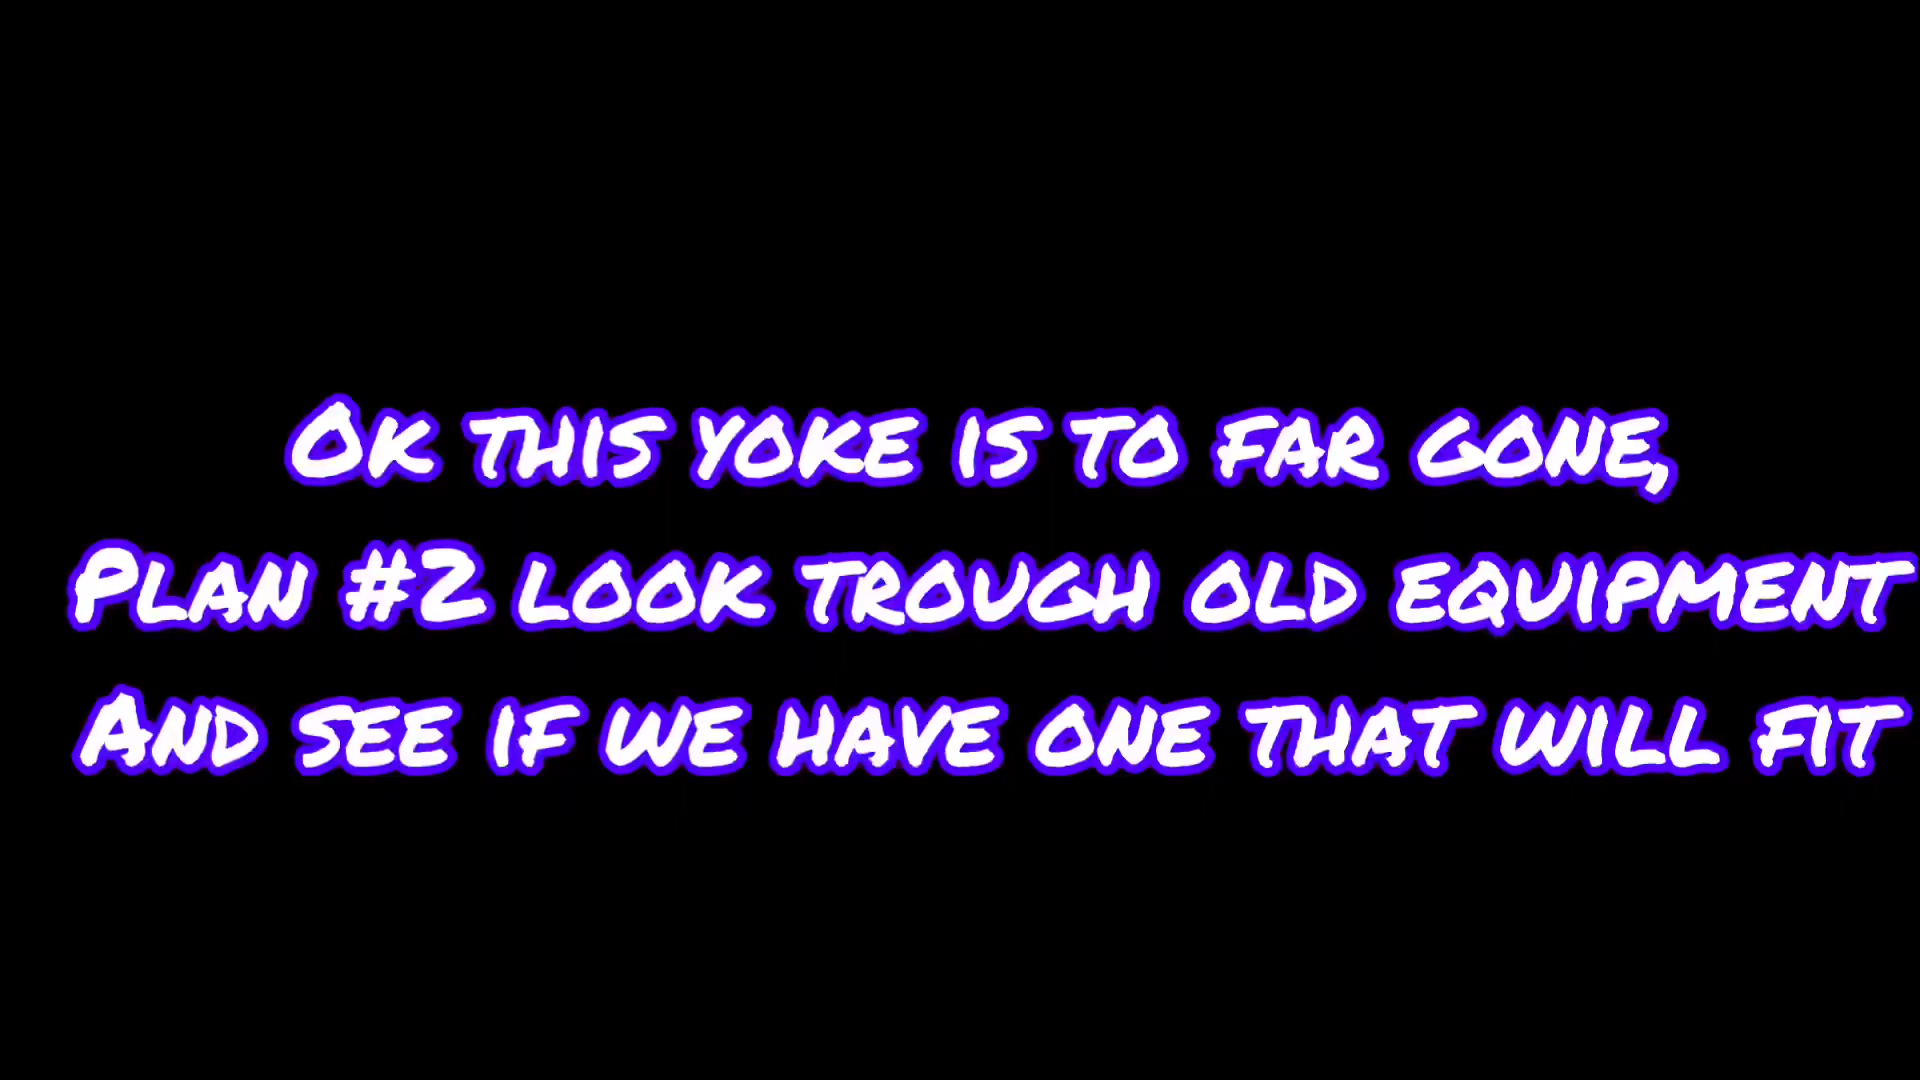 Ok this yoke is to far gone,
Plan #2 look trough old equipment
And see if we have one that will fit